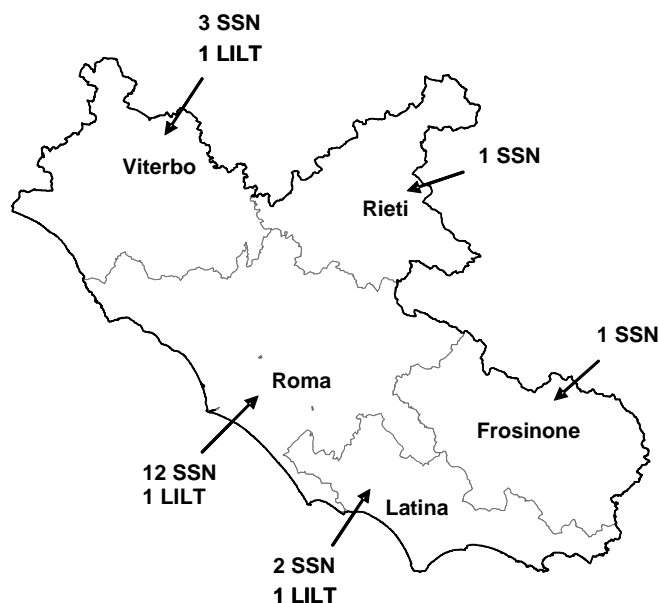 3 SSN
1 LILT
Viterbo
1 SSN
Rieti
1 SSN
Roma
Frosinone
12 SSN
1 LILT
Latina
2 SSN
1 LILT